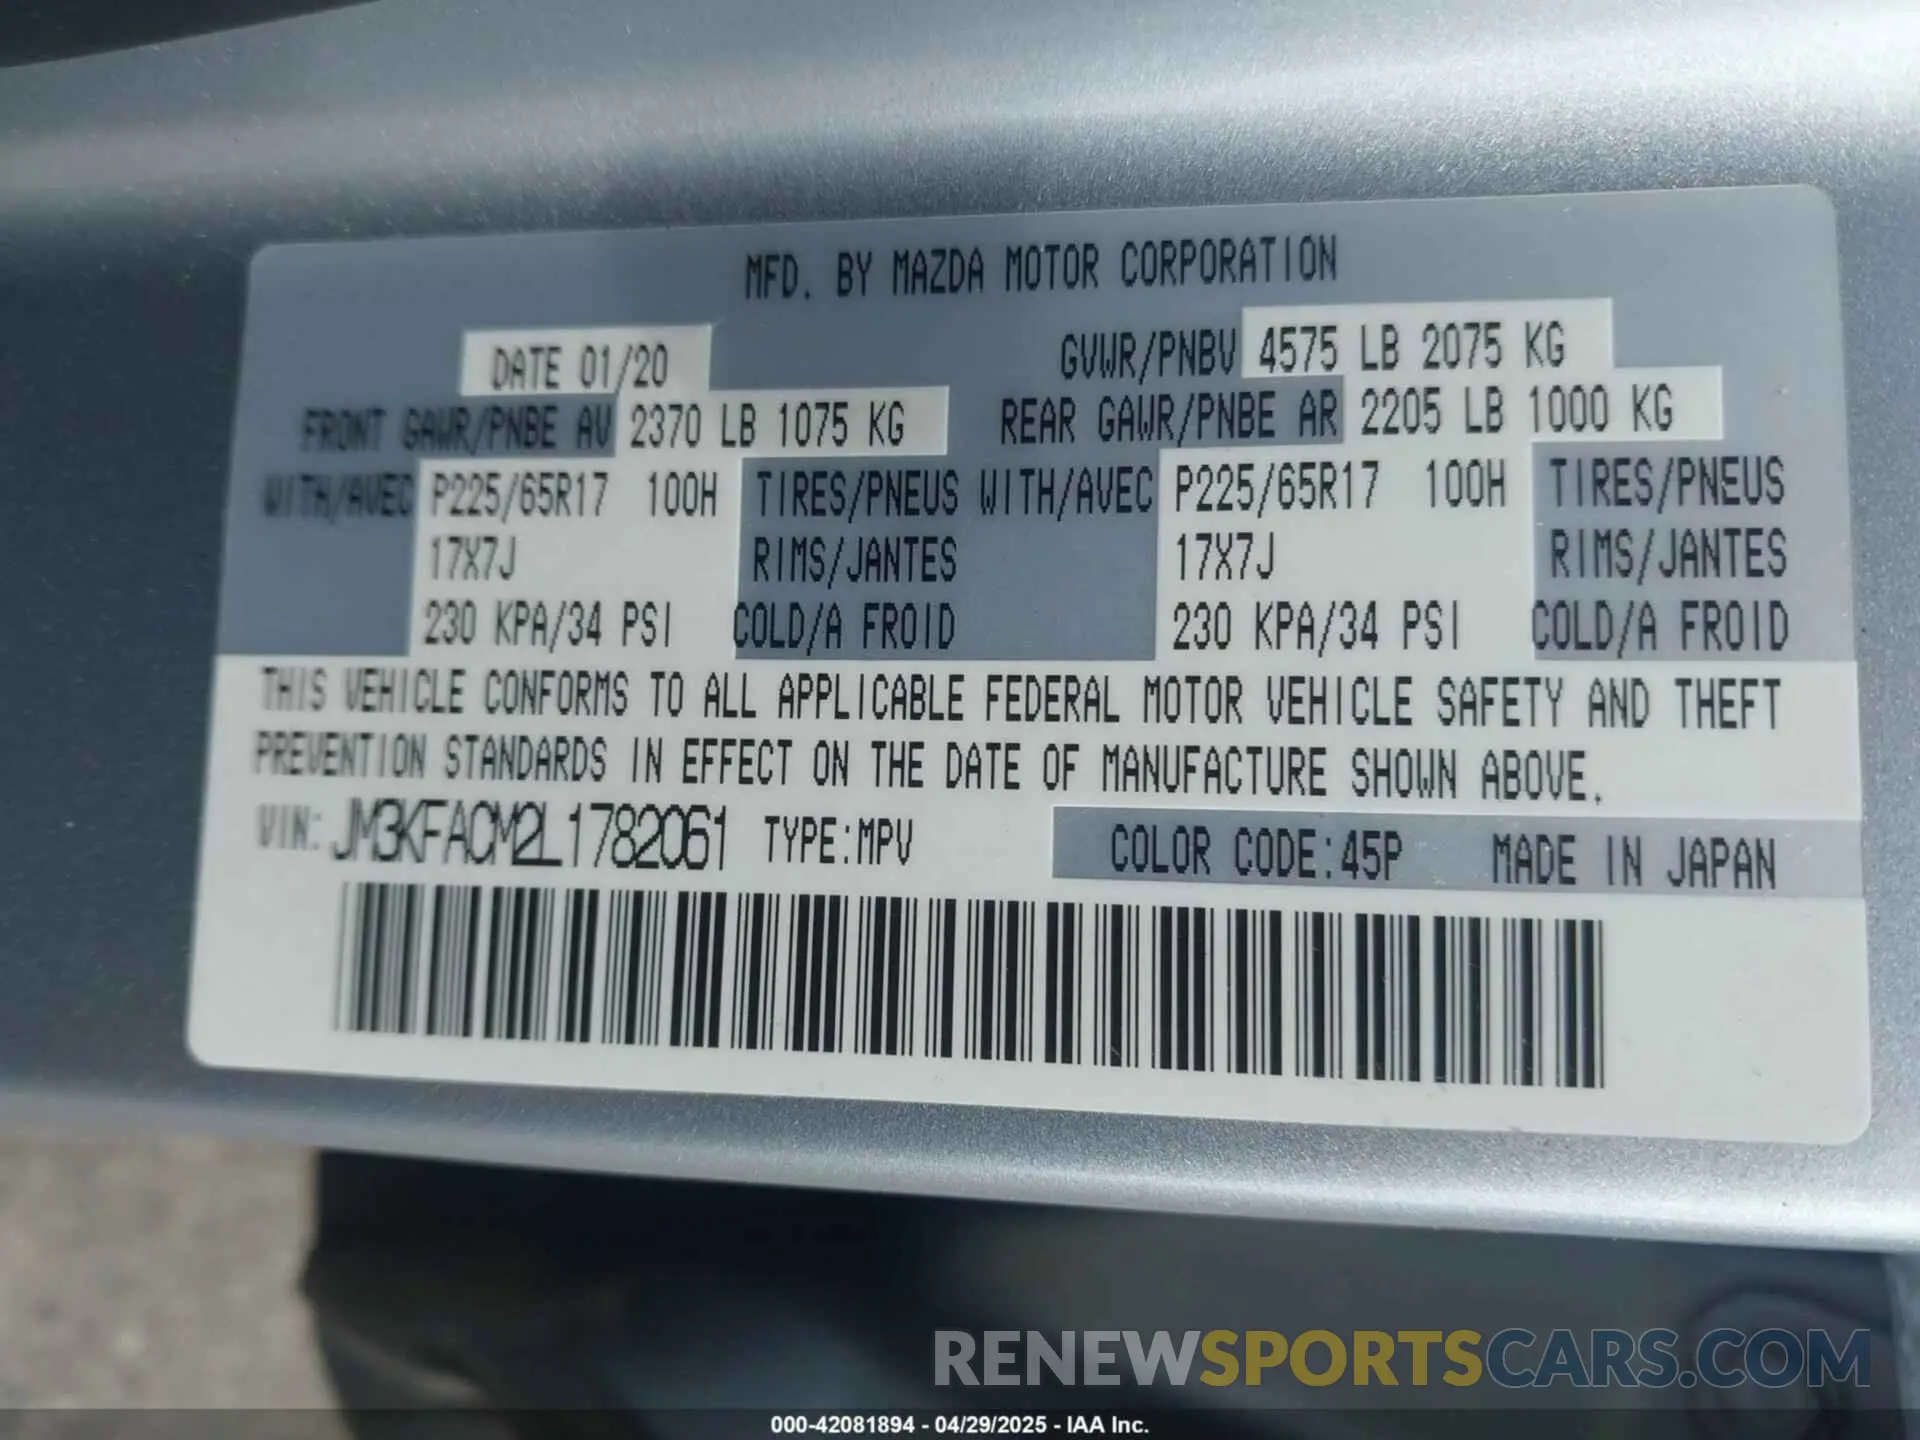 MFD. BY MAZDA MOTOR CORPORATION
DATE 01/20 GVWR/PNBV 4575 LB 2075 KG
FRONT GAWR/PNBE AV 2370 LB 1075 KG REAR GAWR/PNBE AR 2205 LB 1000 KG
WITH/AVEC P225/65R17 100H TIRES/PNEUS WITH/AVEC P225/65R17 100H TIRES/PNEUS
17X7J RIMS/JANTES 17X7J RIMS/JANTES
230 KPA/34 PSI COLD/A FROID 230 KPA/34 PSI COLD/A FROID
THIS VEHICLE CONFORMS TO ALL APPLICABLE FEDERAL MOTOR VEHICLE SAFETY AND THEFT
PREVENTION STANDARDS IN EFFECT ON THE DATE OF MANUFACTURE SHOWN ABOVE.
VIN: JM3KFACM2L1782061 TYPE:MPV COLOR CODE:45P MADE IN JAPAN
RENEWSPORTSCARS.COM
000-42081894 - 04/29/2025 - IAA Inc.